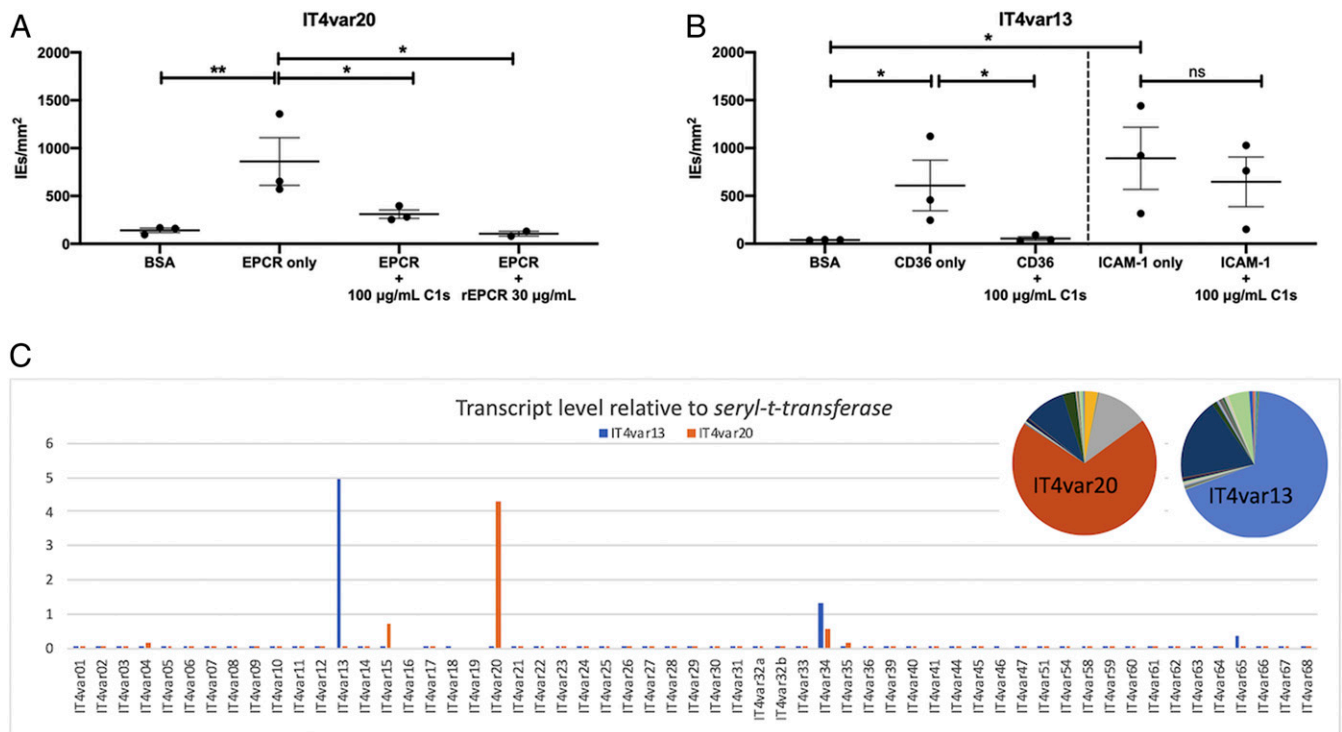 A
IT4var20
IEs/mm²
2000
1500
1000
500
0
**
*
*
BSA
EPCR only
EPCR
+
100 µg/mL C1s
EPCR
+
rEPCR 30 µg/mL
B
IT4var13
IEs/mm²
2000
1500
1000
500
0
*
*
*
ns
BSA
CD36 only
CD36
+
100 µg/mL C1s
ICAM-1 only
ICAM-1
+
100 µg/mL C1s
C
Transcript level relative to seryl-t-transferase
IT4var13
IT4var20
6
5
4
3
2
1
0
IT4var20
IT4var13
IT4var01
IT4var02
IT4var03
IT4var04
IT4var05
IT4var06
IT4var07
IT4var08
IT4var09
IT4var10
IT4var11
IT4var12
IT4var13
IT4var14
IT4var15
IT4var16
IT4var17
IT4var18
IT4var19
IT4var20
IT4var21
IT4var22
IT4var23
IT4var24
IT4var25
IT4var26
IT4var27
IT4var28
IT4var29
IT4var30
IT4var31
IT4var32a
IT4var32b
IT4var33
IT4var34
IT4var35
IT4var36
IT4var39
IT4var40
IT4var41
IT4var44
IT4var45
IT4var46
IT4var47
IT4var51
IT4var54
IT4var58
IT4var59
IT4var60
IT4var61
IT4var62
IT4var63
IT4var64
IT4var65
IT4var66
IT4var67
IT4var68